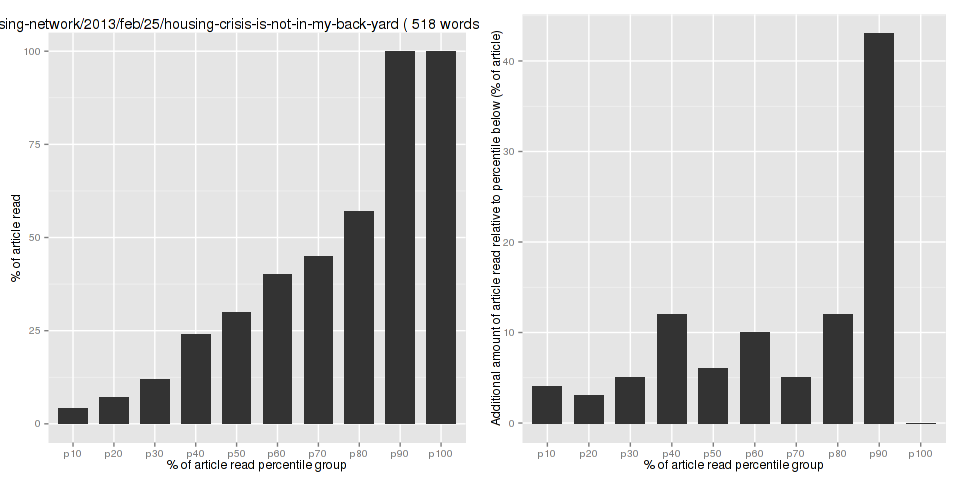 sing-network/2013/feb/25/housing-crisis-is-not-in-my-back-yard ( 518 words
100
75
50
25
0
% of article read
p10 p20 p30 p40 p50 p60 p70 p80 p90 p100
% of article read percentile group
Additional amount of article read relative to percentile below (% of article)
40
30
20
10
0
p10 p20 p30 p40 p50 p60 p70 p80 p90 p100
% of article read percentile group